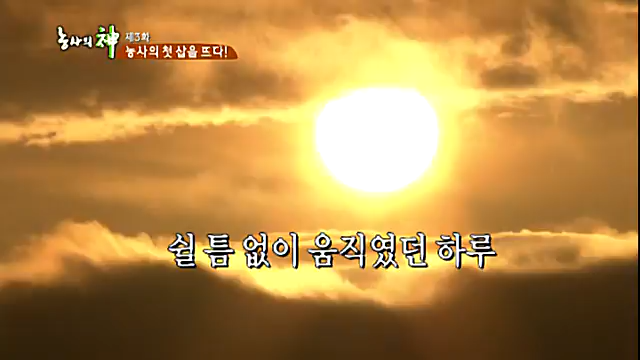 농사의 神 제3화
농사의 첫 삽을 뜨다!
쉴 틈 없이 움직였던 하루